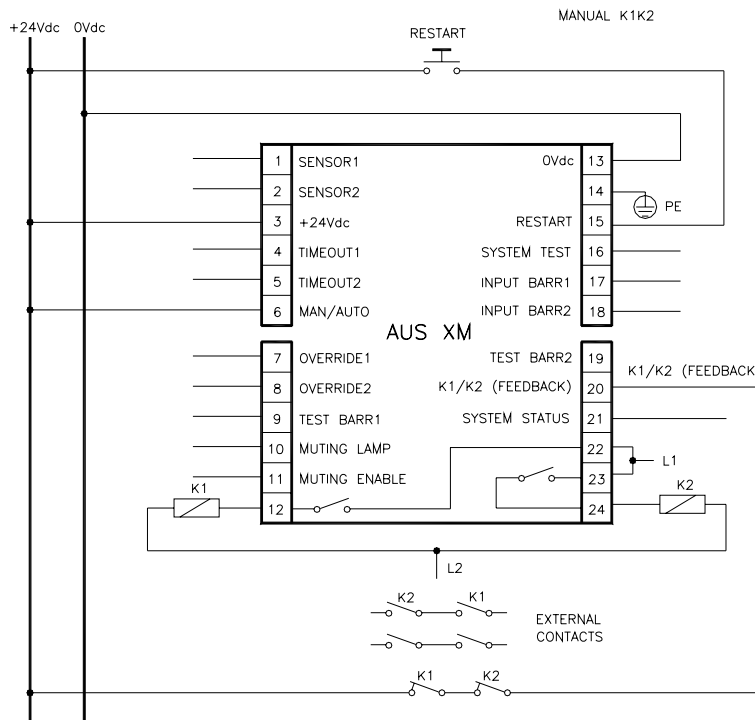 MANUAL K1K2
+24Vdc 0Vdc
RESTART
1 SENSOR1
0Vdc 13
2 SENSOR2
14
PE
3 +24Vdc
RESTART 15
4 TIMEOUT1
SYSTEM TEST 16
5 TIMEOUT2
INPUT BARR1 17
6 MAN/AUTO
INPUT BARR2 18
AUS XM
7 OVERRIDE1
TEST BARR2 19
K1/K2 (FEEDBACK
8 OVERRIDE2
K1/K2 (FEEDBACK) 20
9 TEST BARR1
SYSTEM STATUS 21
10 MUTING LAMP
22
L1
11 MUTING ENABLE
23
K1
K2
12
24
L2
K2 K1
EXTERNAL
CONTACTS
K1 K2